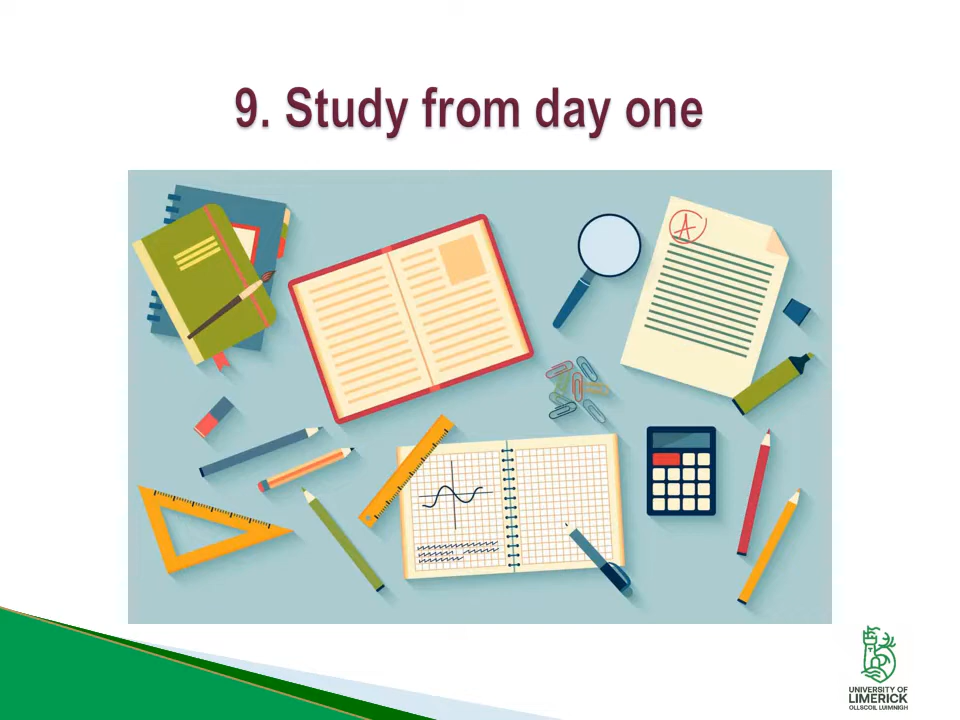 9. Study from day one
A
UNIVERSITY OF
LIMERICK
OLLSCOIL LUIMNIGH